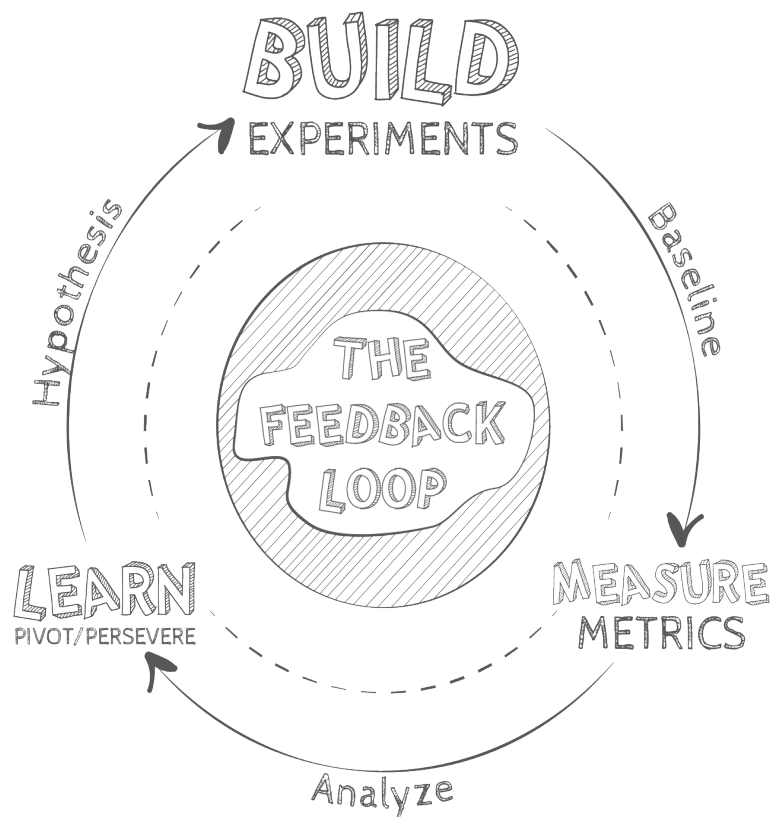 BUILD
EXPERIMENTS
Hypothesis
Baseline
THE
FEEDBACK
LOOP
LEARN
PIVOT/PERSEVERE
MEASURE
METRICS
Analyze